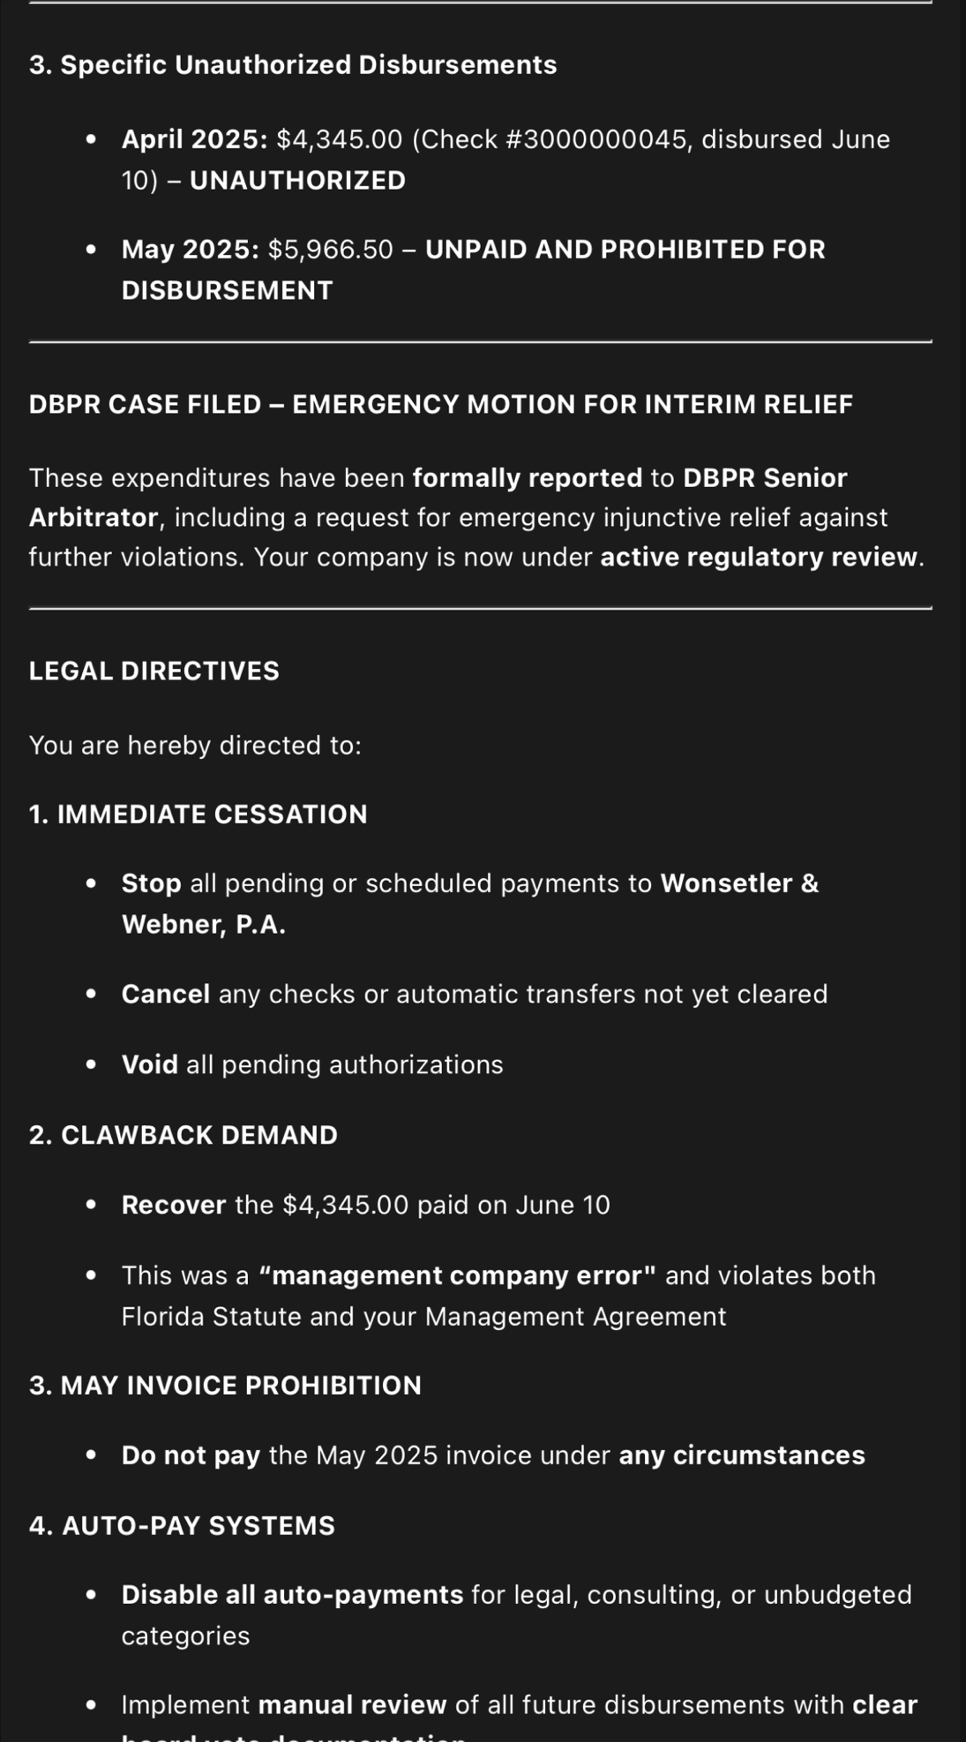 3. Specific Unauthorized Disbursements
• April 2025: $4,345.00 (Check #3000000045, disbursed June
10) – UNAUTHORIZED
• May 2025: $5,966.50 – UNPAID AND PROHIBITED FOR
DISBURSEMENT
DBPR CASE FILED – EMERGENCY MOTION FOR INTERIM RELIEF
These expenditures have been formally reported to DBPR Senior
Arbitrator, including a request for emergency injunctive relief against
further violations. Your company is now under active regulatory review.
LEGAL DIRECTIVES
You are hereby directed to:
1. IMMEDIATE CESSATION
• Stop all pending or scheduled payments to Wonsetler &
Webner, P.A.
• Cancel any checks or automatic transfers not yet cleared
• Void all pending authorizations
2. CLAWBACK DEMAND
• Recover the $4,345.00 paid on June 10
• This was a “management company error" and violates both
Florida Statute and your Management Agreement
3. MAY INVOICE PROHIBITION
• Do not pay the May 2025 invoice under any circumstances
4. AUTO-PAY SYSTEMS
• Disable all auto-payments for legal, consulting, or unbudgeted
categories
• Implement manual review of all future disbursements with clear
board vote documentation